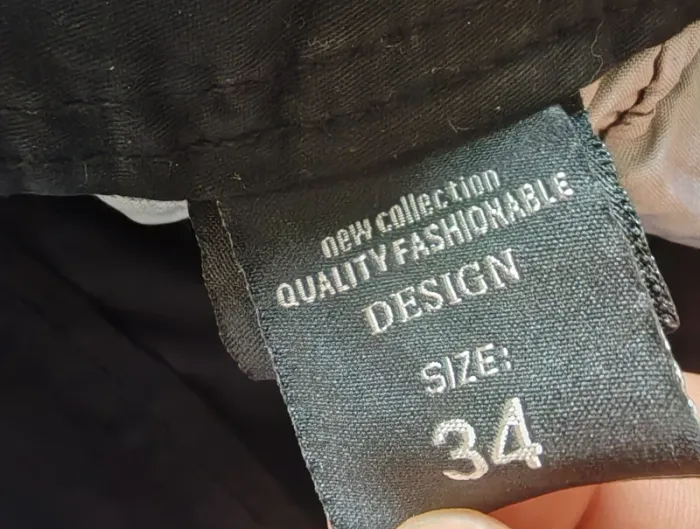 new collection
QUALITY FASHIONABLE
DESIGN
SIZE:
34